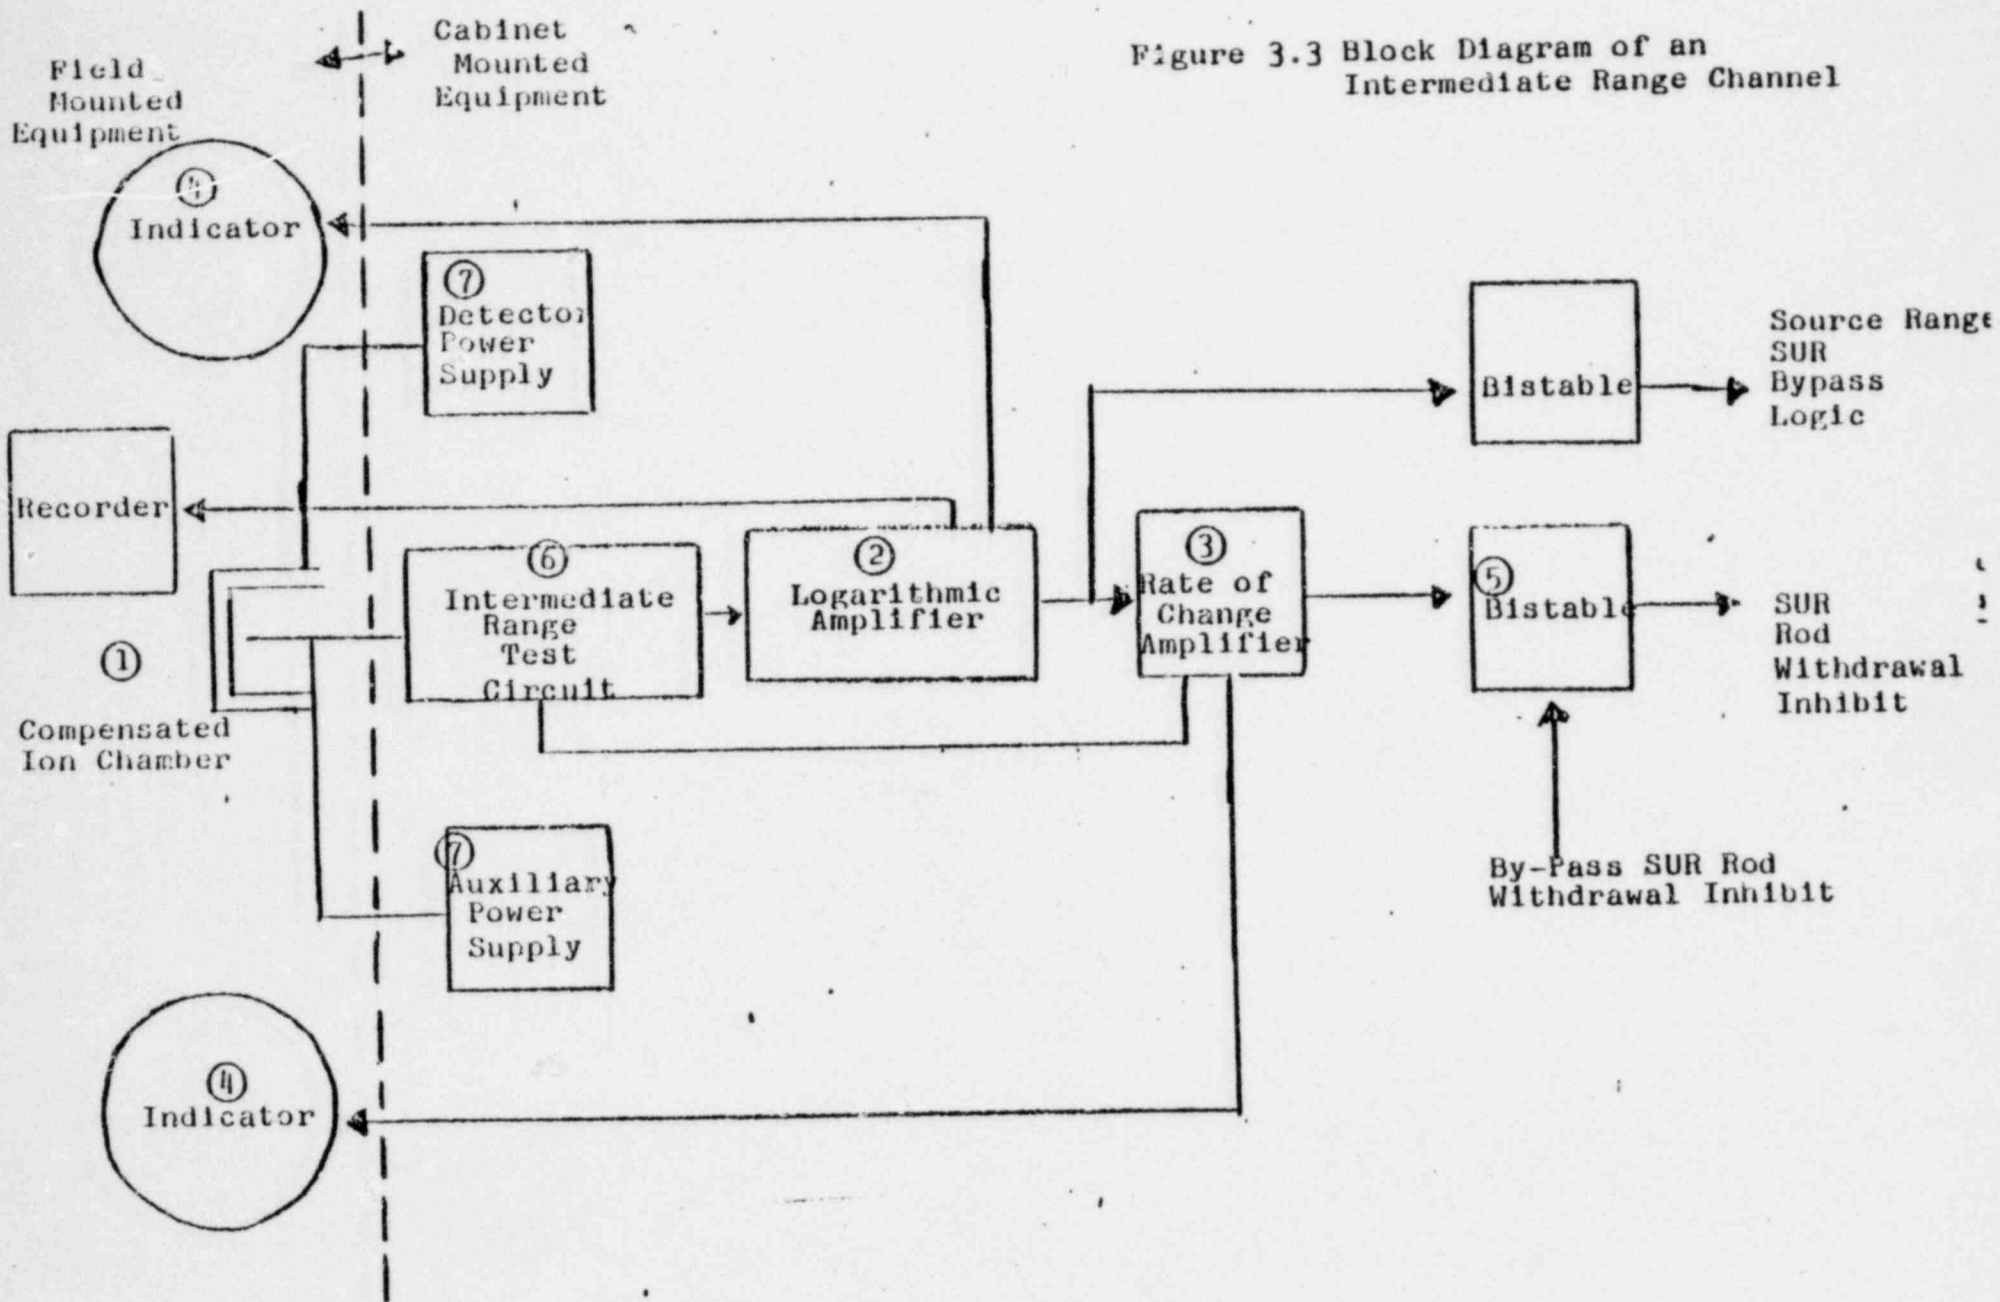 Field
Mounted
Equipment
Cabinet
Mounted
Equipment
Figure 3.3 Block Diagram of an
Intermediate Range Channel
④
Indicator
⑦
Detector
Power
Supply
Bistable
Source Range
SUR
Bypass
Logic
Recorder
⑥
Intermediate
Range
Test
Circuit
②
Logarithmic
Amplifier
③
Rate of
Change
Amplifier
⑤
Bistable
SUR
Rod
Withdrawal
Inhibit
①
Compensated
Ion Chamber
⑦
Auxiliary
Power
Supply
By-Pass SUR Rod
Withdrawal Inhibit
④
Indicator